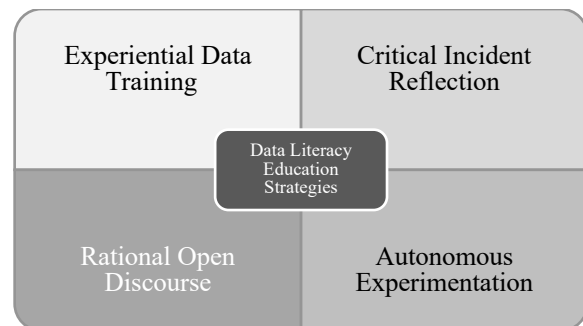 Experiential Data
Training
Critical Incident
Reflection
Data Literacy
Education
Strategies
Rational Open
Discourse
Autonomous
Experimentation